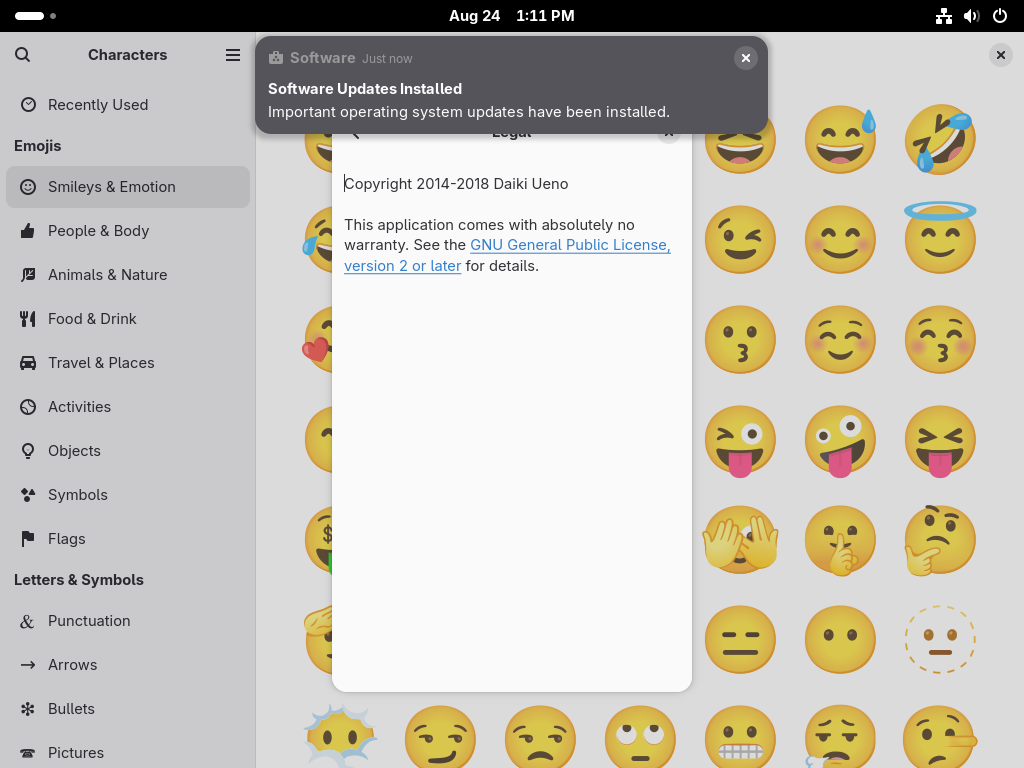 Aug 24 1:11 PM
Characters
Software Just now
Software Updates Installed
Important operating system updates have been installed.
Legal
Recently Used
Emojis
Smileys & Emotion
People & Body
Animals & Nature
Food & Drink
Travel & Places
Activities
Objects
Symbols
Flags
Letters & Symbols
& Punctuation
Arrows
Bullets
Pictures
Copyright 2014-2018 Daiki Ueno
This application comes with absolutely no
warranty. See the GNU General Public License,
version 2 or later for details.
$